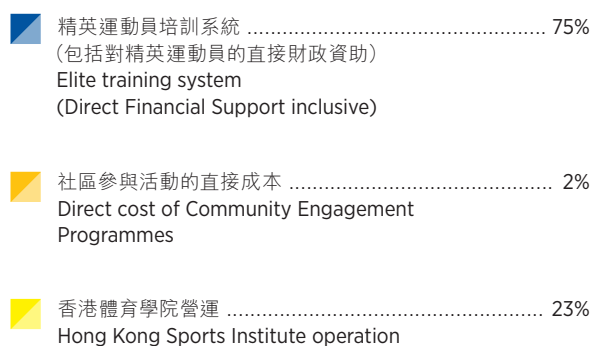 精英運動員培訓系統 ................................................ 75%
(包括對精英運動員的直接財政資助)
Elite training system
(Direct Financial Support inclusive)
社區參與活動的直接成本 .......................................... 2%
Direct cost of Community Engagement
Programmes
香港體育學院營運 ................................................... 23%
Hong Kong Sports Institute operation